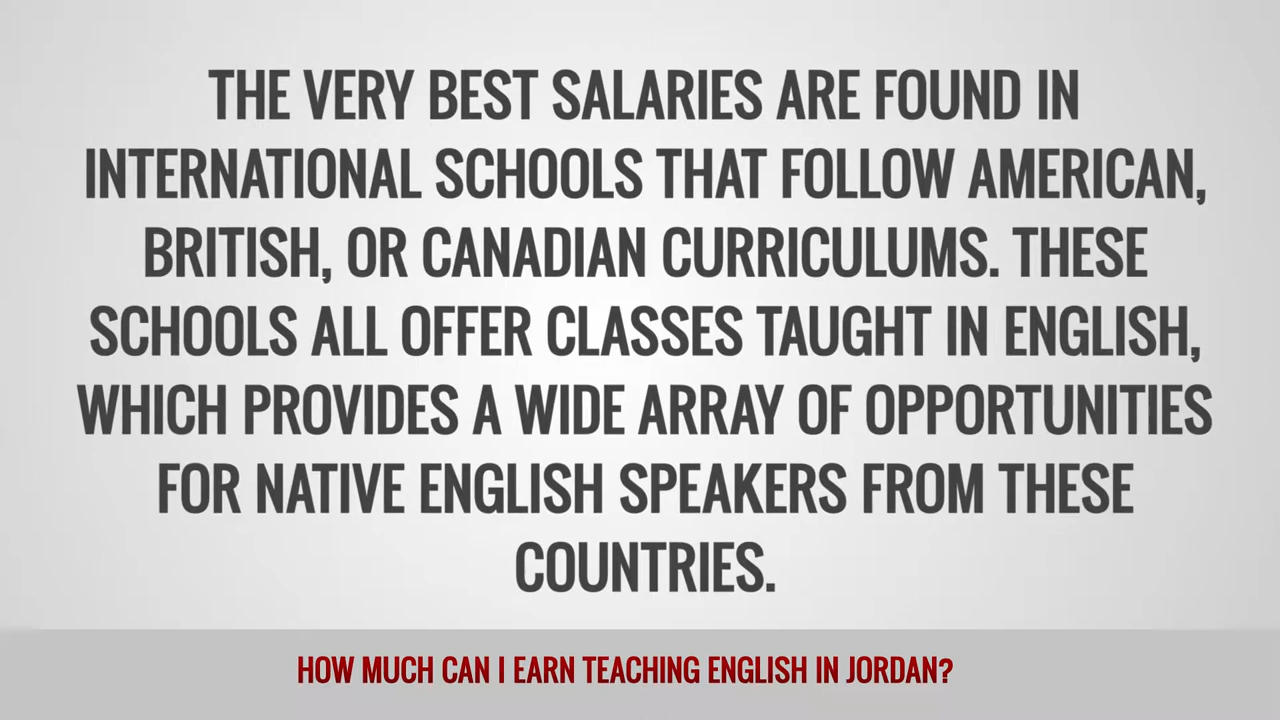 THE VERY BEST SALARIES ARE FOUND IN
INTERNATIONAL SCHOOLS THAT FOLLOW AMERICAN,
BRITISH, OR CANADIAN CURRICULUMS. THESE
SCHOOLS ALL OFFER CLASSES TAUGHT IN ENGLISH,
WHICH PROVIDES A WIDE ARRAY OF OPPORTUNITIES
FOR NATIVE ENGLISH SPEAKERS FROM THESE
COUNTRIES.
HOW MUCH CAN I EARN TEACHING ENGLISH IN JORDAN?